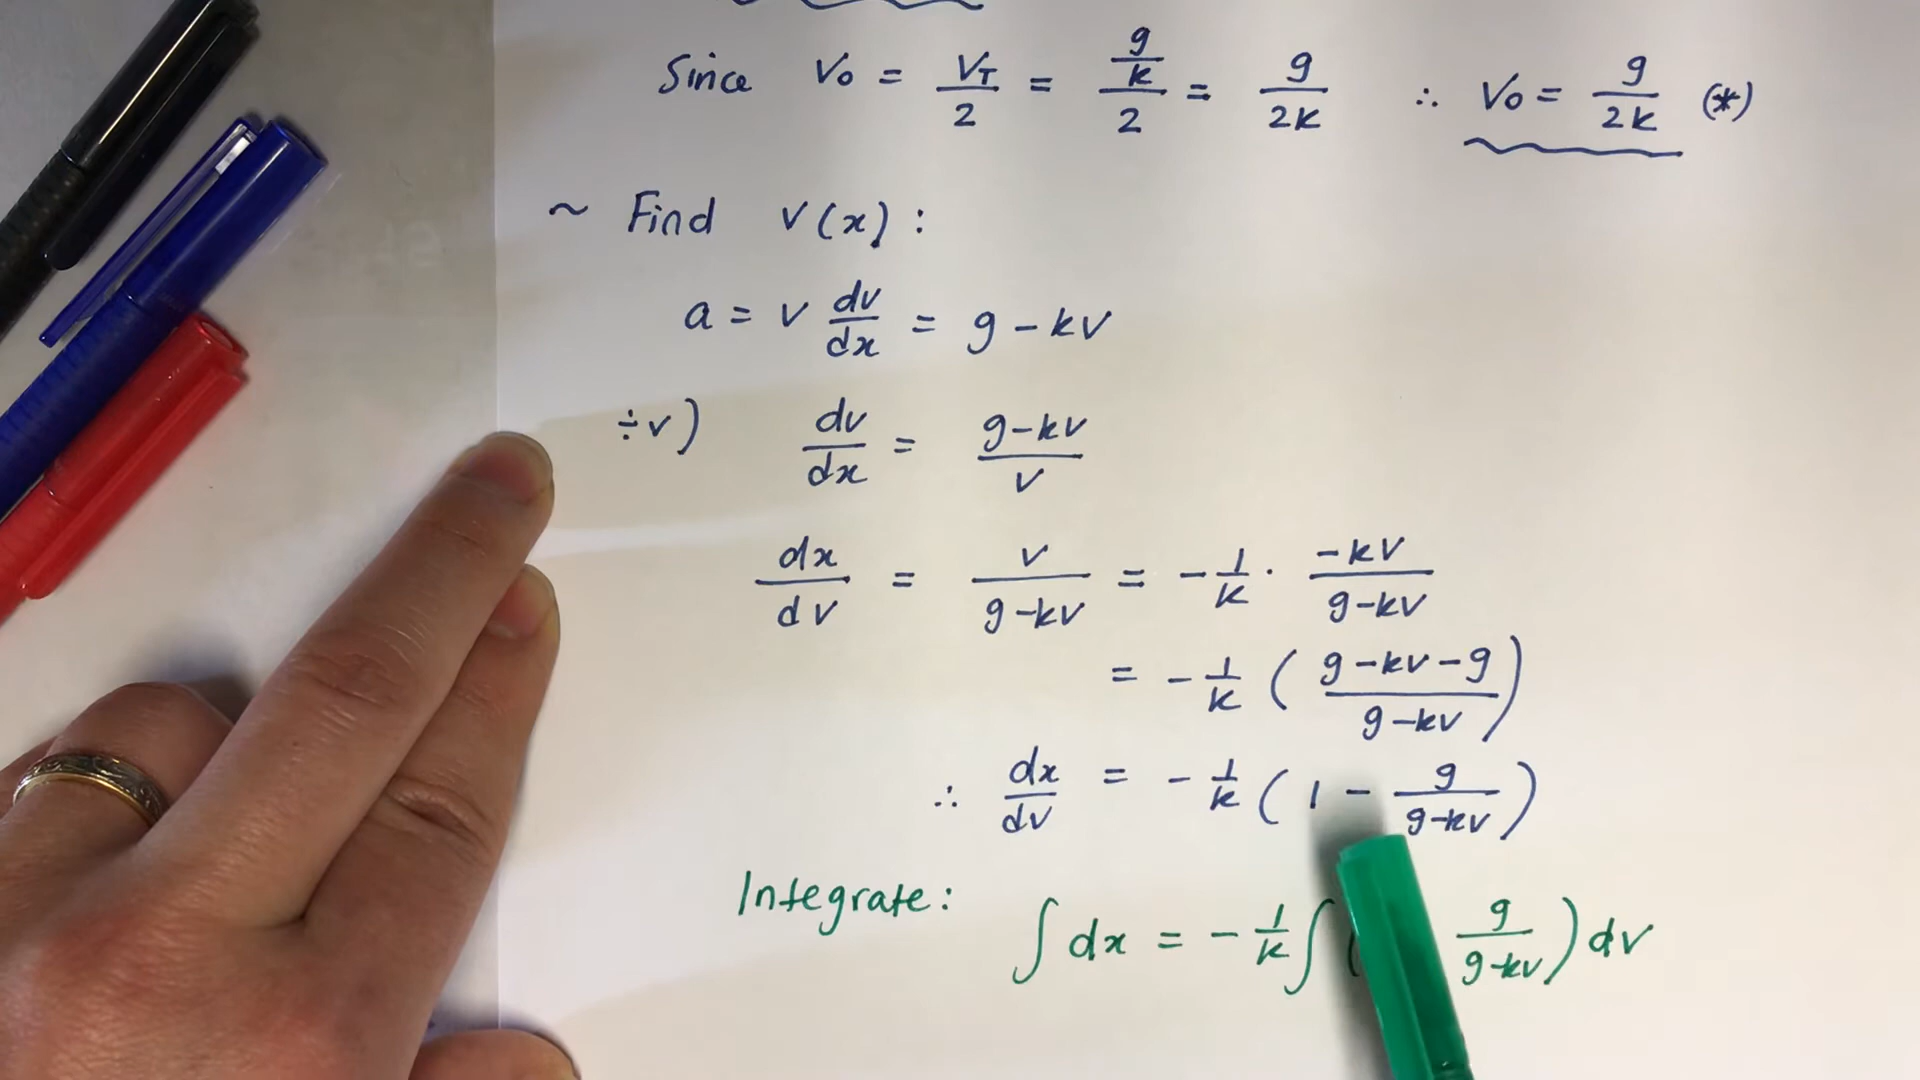 Since V₀ = V_T/2 = (g/k)/2 = g/2k ∴ V₀ = g/2k (*)
~ Find v(x):
a = v dv/dx = g - kv
÷v) dv/dx = (g-kv)/v
dx/dv = v/(g-kv) = -1/k · -kv/(g-kv)
= -1/k ( (g-kv-g)/(g-kv) )
∴ dx/dv = -1/k ( 1 - g/(g-kv) )
Integrate: ∫ dx = -1/k ∫ ( g/(g-kv) ) dv